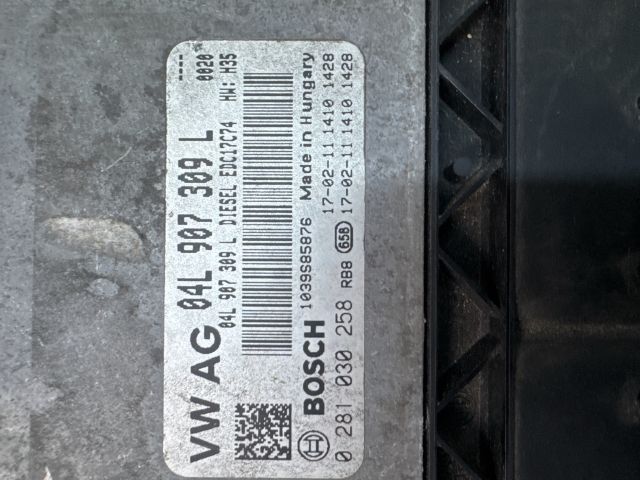 VW AG 04L 907 309 L
----
04L 907 309 L DIESEL EDC17C74 HW: H35 0020
1039S85876 Made in Hungary
BOSCH 17-02-11 1410 1428
0 281 030 258 RB8 65B 17-02-11 1410 1428